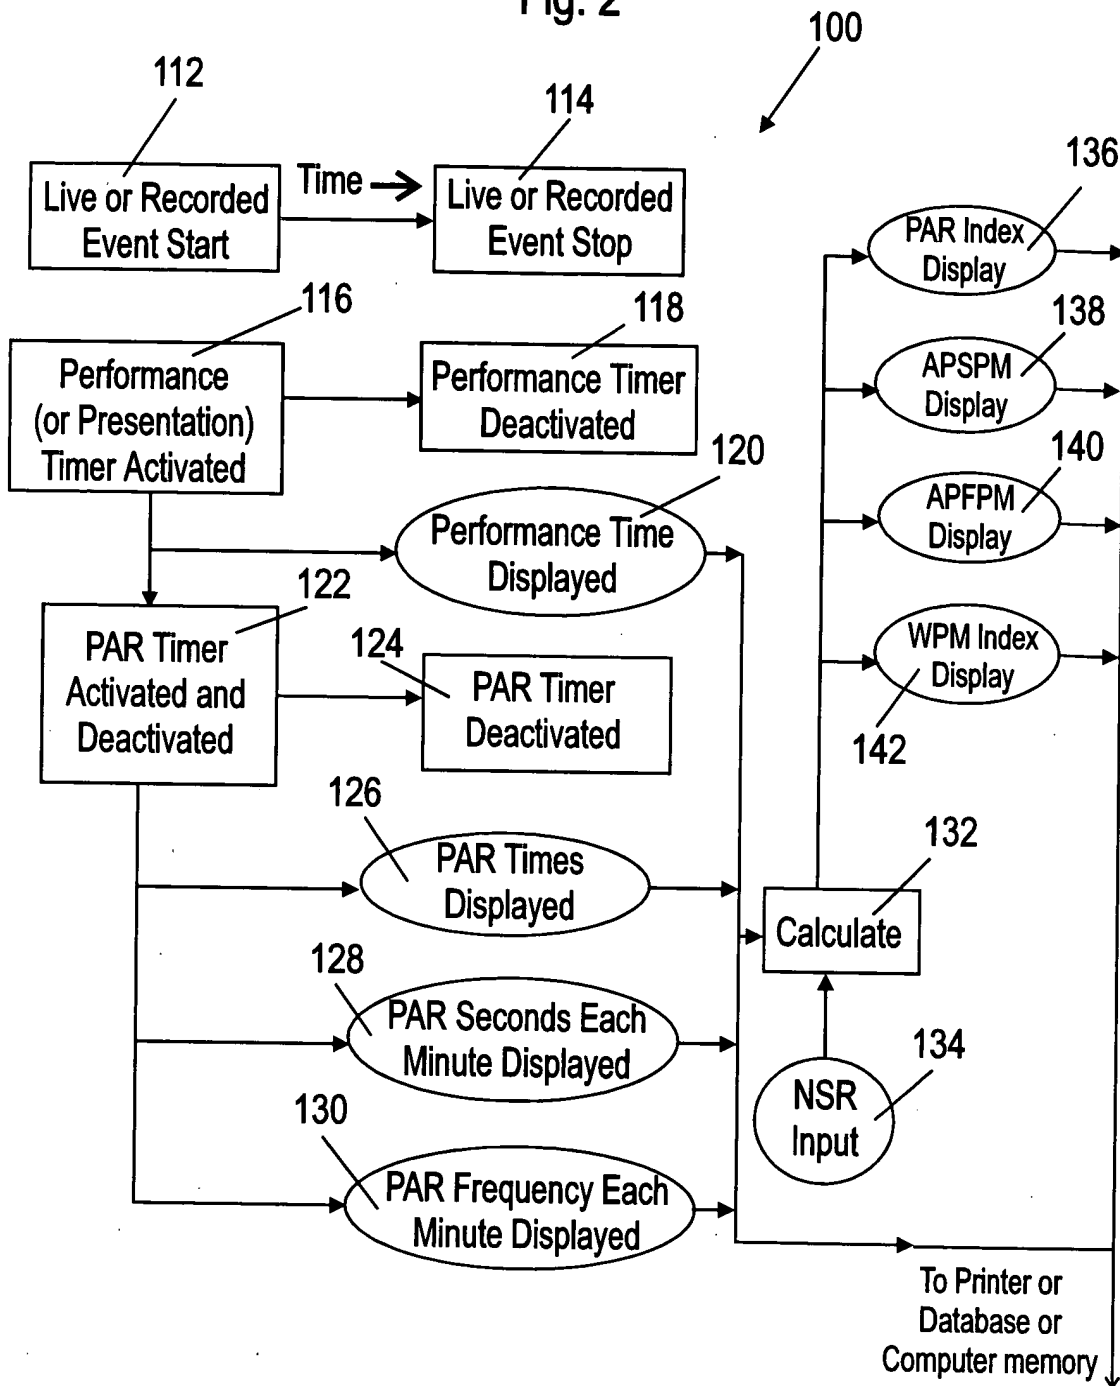 Fig. 2
100
112
114
Live or Recorded
Event Start
Time
Live or Recorded
Event Stop
116
118
Performance
(or Presentation)
Timer Activated
Performance Timer
Deactivated
120
Performance Time
Displayed
122
PAR Timer
Activated and
Deactivated
124
PAR Timer
Deactivated
126
PAR Times
Displayed
128
PAR Seconds Each
Minute Displayed
130
PAR Frequency Each
Minute Displayed
136
PAR Index
Display
138
APSPM
Display
140
APFPM
Display
WPM Index
Display
142
132
Calculate
134
NSR
Input
To Printer or
Database or
Computer memory